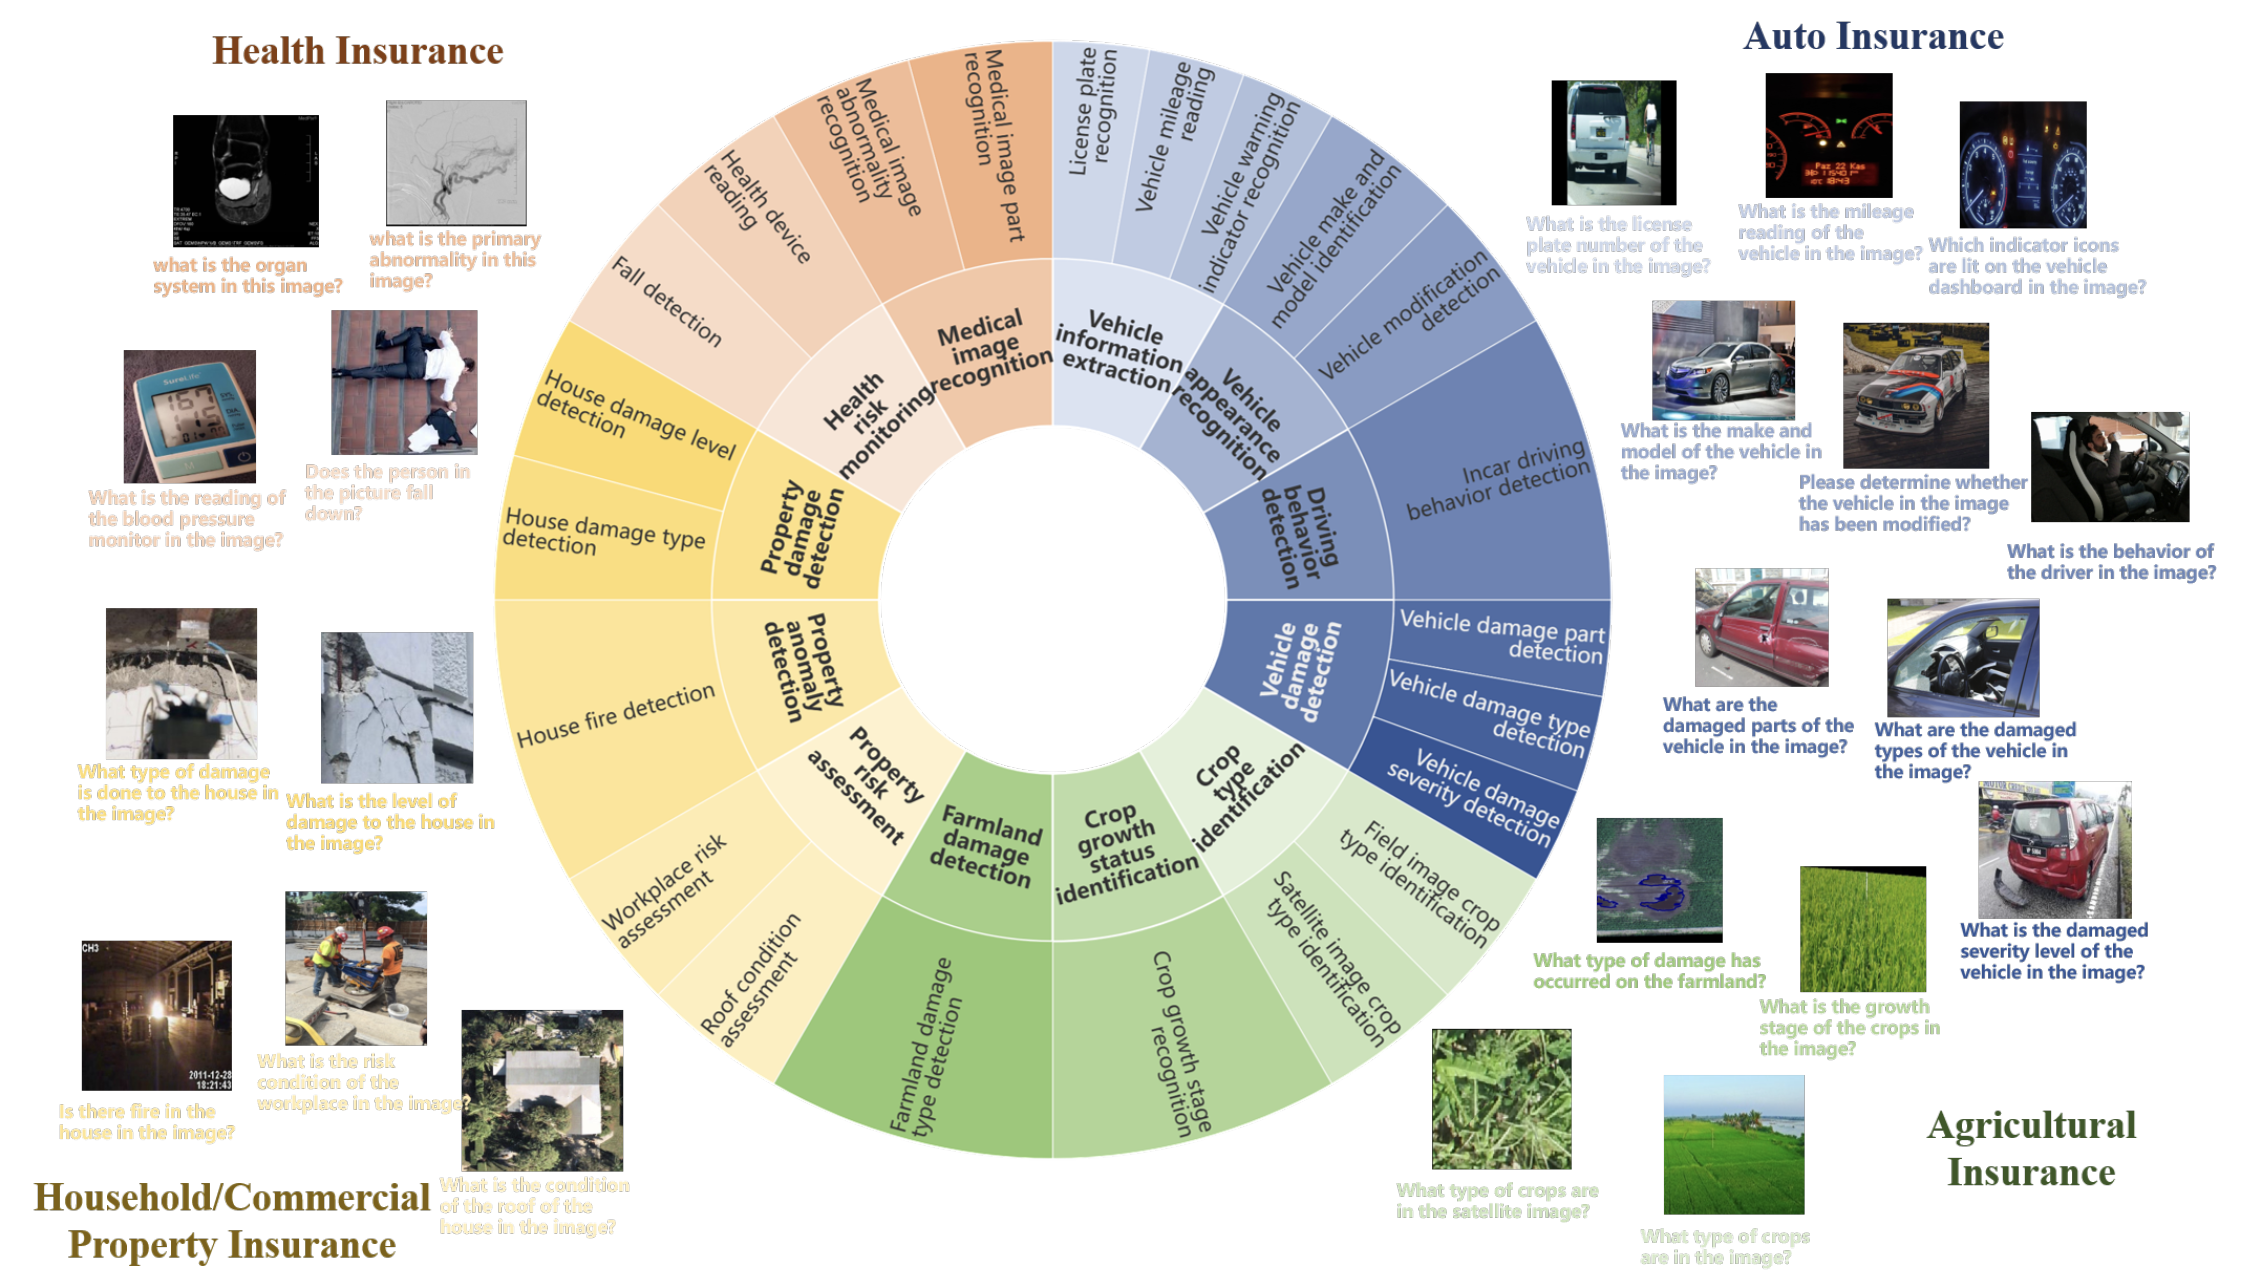 Health Insurance
what is the organ
system in this image?
what is the primary
abnormality in this
image?
What is the reading of
the blood pressure
monitor in the image?
Does the person in
the picture fall
down?
Auto Insurance
What is the license
plate number of the
vehicle in the image?
What is the mileage
reading of the
vehicle in the image?
Which indicator icons
are lit on the vehicle
dashboard in the image?
What is the make and
model of the vehicle in
the image?
Please determine whether
the vehicle in the image
has been modified?
What is the behavior of
the driver in the image?
What are the
damaged parts of the
vehicle in the image?
What are the damaged
types of the vehicle in
the image?
What is the damaged
severity level of the
vehicle in the image?
Medical image part
recognition
Medical image
abnormality
recognition
Health device
reading
Fall detection
License plate
recognition
Vehicle mileage
reading
Vehicle warning
indicator recognition
Vehicle make and
model identification
Vehicle modification
detection
Incar driving
behavior detection
Vehicle damage part
detection
Vehicle damage type
detection
Vehicle damage
severity detection
Field image crop
type identification
Satellite image crop
type identification
Crop growth stage
recognition
Farmland damage
type detection
Roof condition
assessment
Workplace risk
assessment
House fire detection
House damage type
detection
House damage level
detection
Medical
image
recognition
Health
risk
monitoring
Vehicle
information
extraction
Vehicle
appearance
recognition
Driving
behavior
detection
Vehicle
damage
detection
Crop
type
identification
Crop
growth
status
identification
Farmland
damage
detection
Property
risk
assessment
Property
anomaly
detection
Property
damage
detection
What type of damage
is done to the house in
the image?
What is the level of
damage to the house in
the image?
CH3
2011-12-28
18:21:43
Is there fire in the
house in the image?
What is the risk
condition of the
workplace in the image?
What is the condition
of the roof of the
house in the image?
Household/Commercial
Property Insurance
What type of damage has
occurred on the farmland?
What is the growth
stage of the crops in
the image?
What type of crops are
in the satellite image?
What type of crops
are in the image?
Agricultural
Insurance
SureLife
Paz 22 Kas